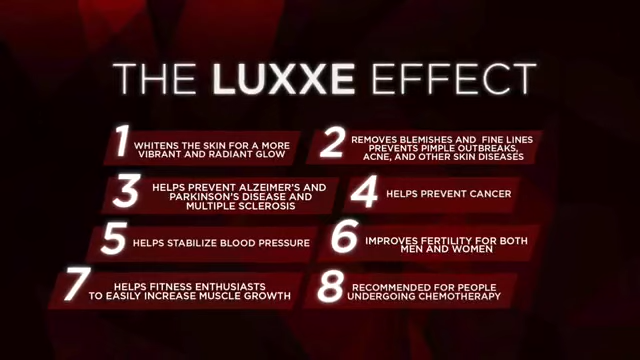 THE LUXXE EFFECT
1
WHITENS THE SKIN FOR A MORE
VIBRANT AND RADIANT GLOW
2
REMOVES BLEMISHES AND FINE LINES
PREVENTS PIMPLE OUTBREAKS,
ACNE, AND OTHER SKIN DISEASES
3
HELPS PREVENT ALZEIMER'S AND
PARKINSON'S DISEASE AND
MULTIPLE SCLEROSIS
4
HELPS PREVENT CANCER
5
HELPS STABILIZE BLOOD PRESSURE
6
IMPROVES FERTILITY FOR BOTH
MEN AND WOMEN
7
HELPS FITNESS ENTHUSIASTS
TO EASILY INCREASE MUSCLE GROWTH
8
RECOMMENDED FOR PEOPLE
UNDERGOING CHEMOTHERAPY